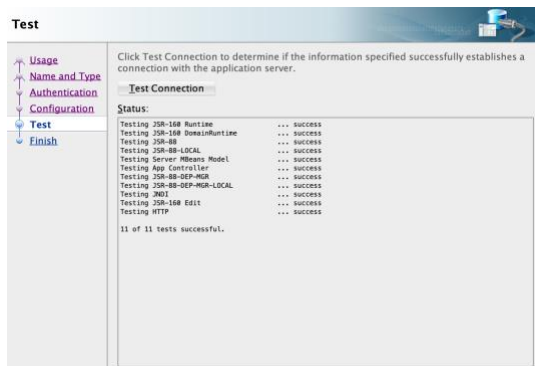 Test
Usage
Name and Type
Authentication
Configuration
Test
Finish
Click Test Connection to determine if the information specified successfully establishes a
connection with the application server.
Test Connection
Status:
Testing JSR-160 Runtime ... success
Testing JSR-160 DomainRuntime ... success
Testing JSR-88 ... success
Testing JSR-88-LOCAL ... success
Testing Server MBeans Model ... success
Testing App Controller ... success
Testing JSR-88-DEP-MGR ... success
Testing JSR-88-DEP-MGR-LOCAL ... success
Testing JNDI ... success
Testing JSR-160 Edit ... success
Testing HTTP ... success
11 of 11 tests successful.